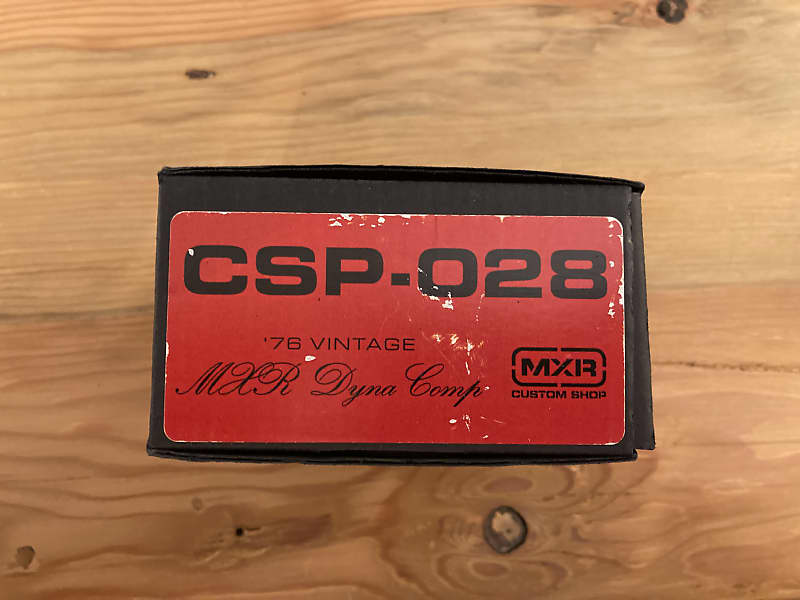 CSP-028
'76 VINTAGE
MXR Dyna Comp
MXR
CUSTOM SHOP